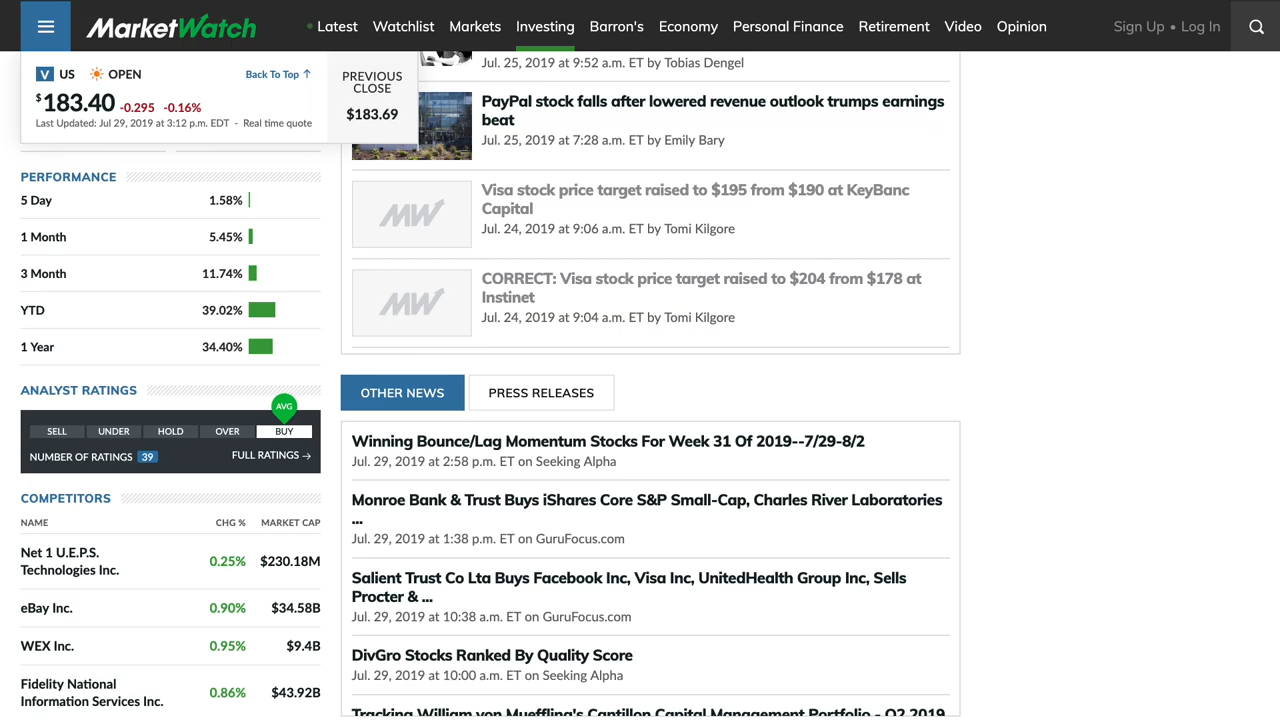 MarketWatch
Latest
Watchlist
Markets
Investing
Barron's
Economy
Personal Finance
Retirement
Video
Opinion
Sign Up • Log In
V US OPEN
Back To Top ↑
$183.40 -0.295 -0.16%
Last Updated: Jul 29, 2019 at 3:12 p.m. EDT - Real time quote
PREVIOUS
CLOSE
$183.69
PERFORMANCE
5 Day 1.58%
1 Month 5.45%
3 Month 11.74%
YTD 39.02%
1 Year 34.40%
ANALYST RATINGS
AVG
SELL UNDER HOLD OVER BUY
NUMBER OF RATINGS 39 FULL RATINGS →
COMPETITORS
NAME CHG % MARKET CAP
Net 1 U.E.P.S.
Technologies Inc. 0.25% $230.18M
eBay Inc. 0.90% $34.58B
WEX Inc. 0.95% $9.4B
Fidelity National
Information Services Inc. 0.86% $43.92B
Jul. 25, 2019 at 9:52 a.m. ET by Tobias Dengel
PayPal stock falls after lowered revenue outlook trumps earnings
beat
Jul. 25, 2019 at 7:28 a.m. ET by Emily Bary
MW
Visa stock price target raised to $195 from $190 at KeyBanc
Capital
Jul. 24, 2019 at 9:06 a.m. ET by Tomi Kilgore
MW
CORRECT: Visa stock price target raised to $204 from $178 at
Instinet
Jul. 24, 2019 at 9:04 a.m. ET by Tomi Kilgore
OTHER NEWS
PRESS RELEASES
Winning Bounce/Lag Momentum Stocks For Week 31 Of 2019--7/29-8/2
Jul. 29, 2019 at 2:58 p.m. ET on Seeking Alpha
Monroe Bank & Trust Buys iShares Core S&P Small-Cap, Charles River Laboratories
...
Jul. 29, 2019 at 1:38 p.m. ET on GuruFocus.com
Salient Trust Co Lta Buys Facebook Inc, Visa Inc, UnitedHealth Group Inc, Sells
Procter & ...
Jul. 29, 2019 at 10:38 a.m. ET on GuruFocus.com
DivGro Stocks Ranked By Quality Score
Jul. 29, 2019 at 10:00 a.m. ET on Seeking Alpha
Tracking William von Mueffling's Cantillon Capital Management Portfolio - Q2 2019